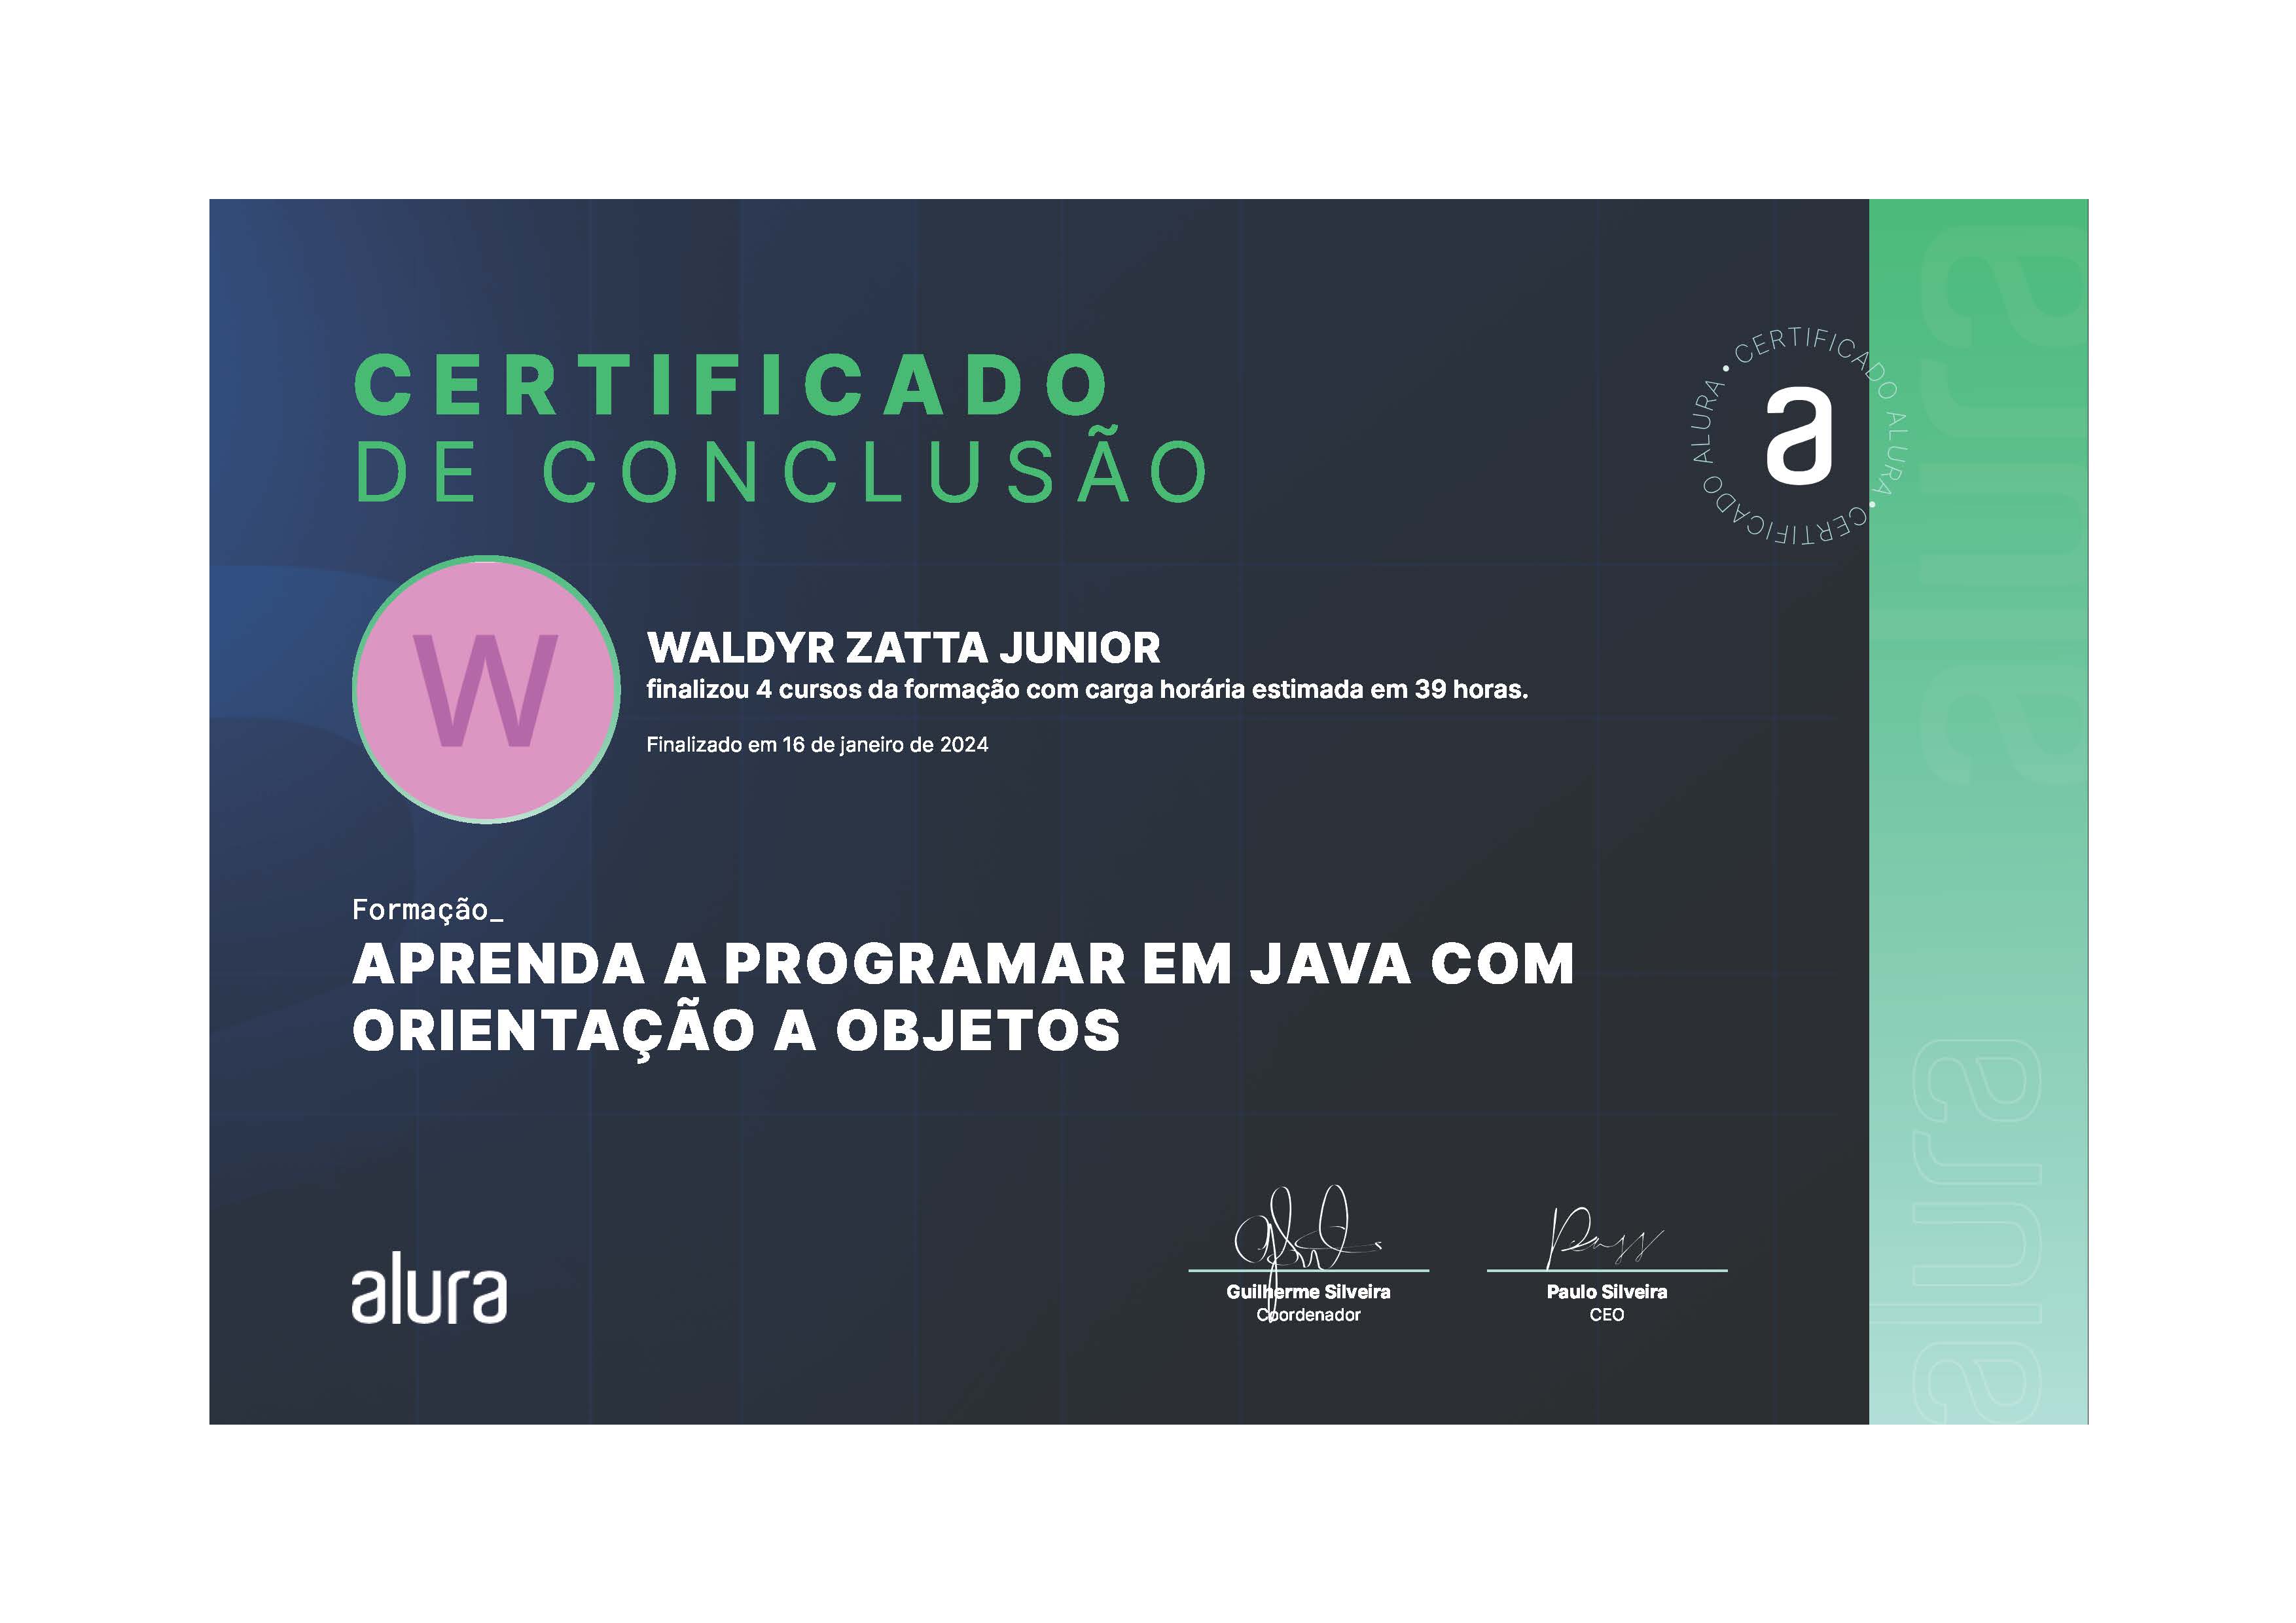 CERTIFICADO
DE CONCLUSÃO
CERTIFICADO ALURA • CERTIFICADO ALURA •
a
W
WALDYR ZATTA JUNIOR
finalizou 4 cursos da formação com carga horária estimada em 39 horas.
Finalizado em 16 de janeiro de 2024
Formação_
APRENDA A PROGRAMAR EM JAVA COM
ORIENTAÇÃO A OBJETOS
alura
Guilherme Silveira
Coordenador
Paulo Silveira
CEO
alura
alura